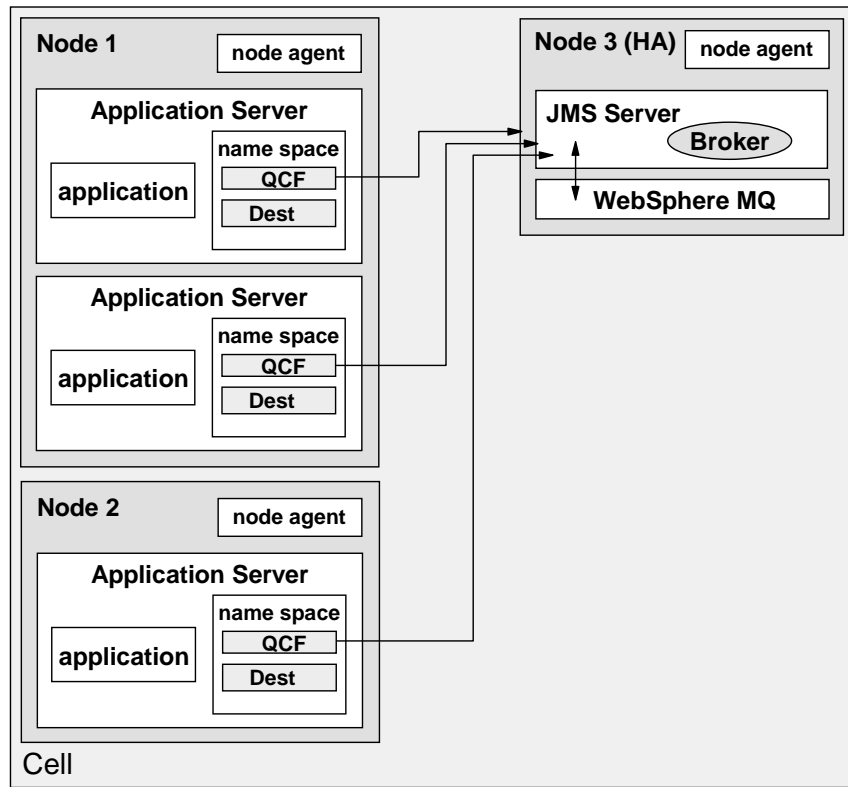 Node 1
node agent
Application Server
name space
application
QCF
Dest
Application Server
name space
application
QCF
Dest
Node 2
node agent
Application Server
name space
application
QCF
Dest
Cell
Node 3 (HA)
node agent
JMS Server
Broker
WebSphere MQ